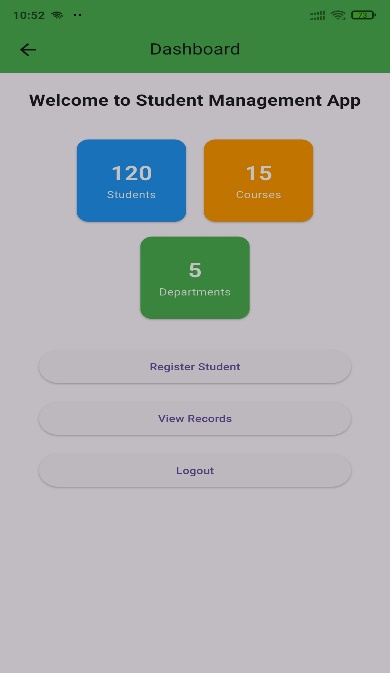 10:52
73
Dashboard
Welcome to Student Management App
120
Students
15
Courses
5
Departments
Register Student
View Records
Logout